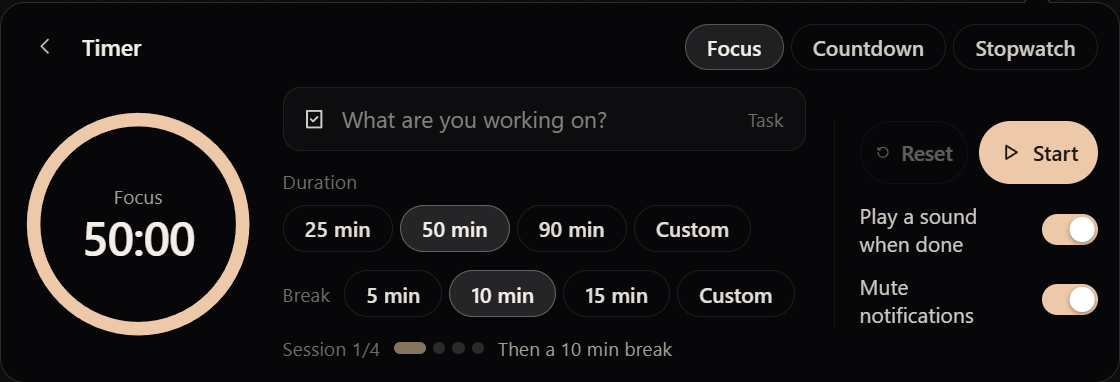 Timer
Focus
Countdown
Stopwatch
Focus
50:00
What are you working on?
Task
Duration
25 min
50 min
90 min
Custom
Break
5 min
10 min
15 min
Custom
Session 1/4
Then a 10 min break
Reset
Start
Play a sound
when done
Mute
notifications